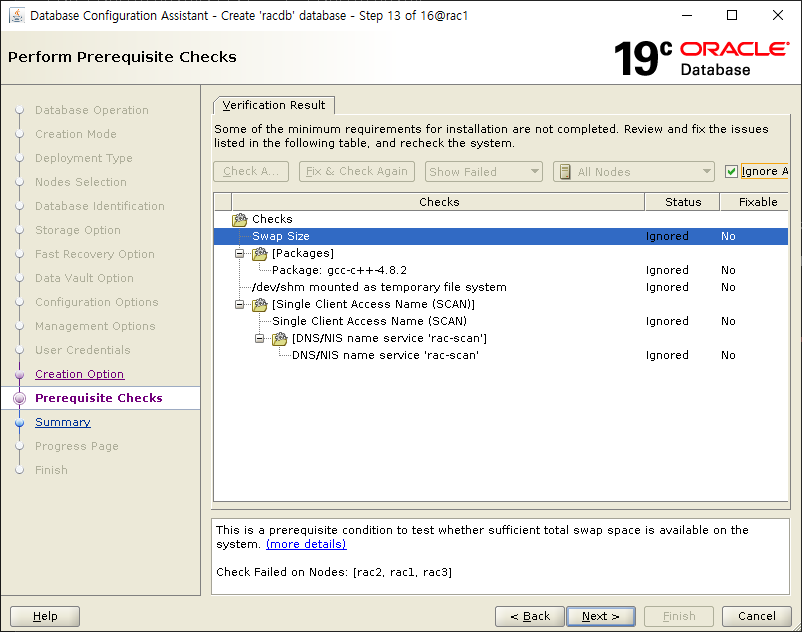 Database Configuration Assistant - Create 'racdb' database - Step 13 of 16@rac1
Perform Prerequisite Checks
19c ORACLE
Database
Database Operation
Creation Mode
Deployment Type
Nodes Selection
Database Identification
Storage Option
Fast Recovery Option
Data Vault Option
Configuration Options
Management Options
User Credentials
Creation Option
Prerequisite Checks
Summary
Progress Page
Finish
Verification Result
Some of the minimum requirements for installation are not completed. Review and fix the issues
listed in the following table, and recheck the system.
Check A... Fix & Check Again Show Failed All Nodes Ignore A
Checks Status Fixable
Checks
Swap Size Ignored No
[Packages]
Package: gcc-c++-4.8.2 Ignored No
/dev/shm mounted as temporary file system Ignored No
[Single Client Access Name (SCAN)]
Single Client Access Name (SCAN) Ignored No
[DNS/NIS name service 'rac-scan']
DNS/NIS name service 'rac-scan' Ignored No
This is a prerequisite condition to test whether sufficient total swap space is available on the
system. (more details)
Check Failed on Nodes: [rac2, rac1, rac3]
Help < Back Next > Finish Cancel